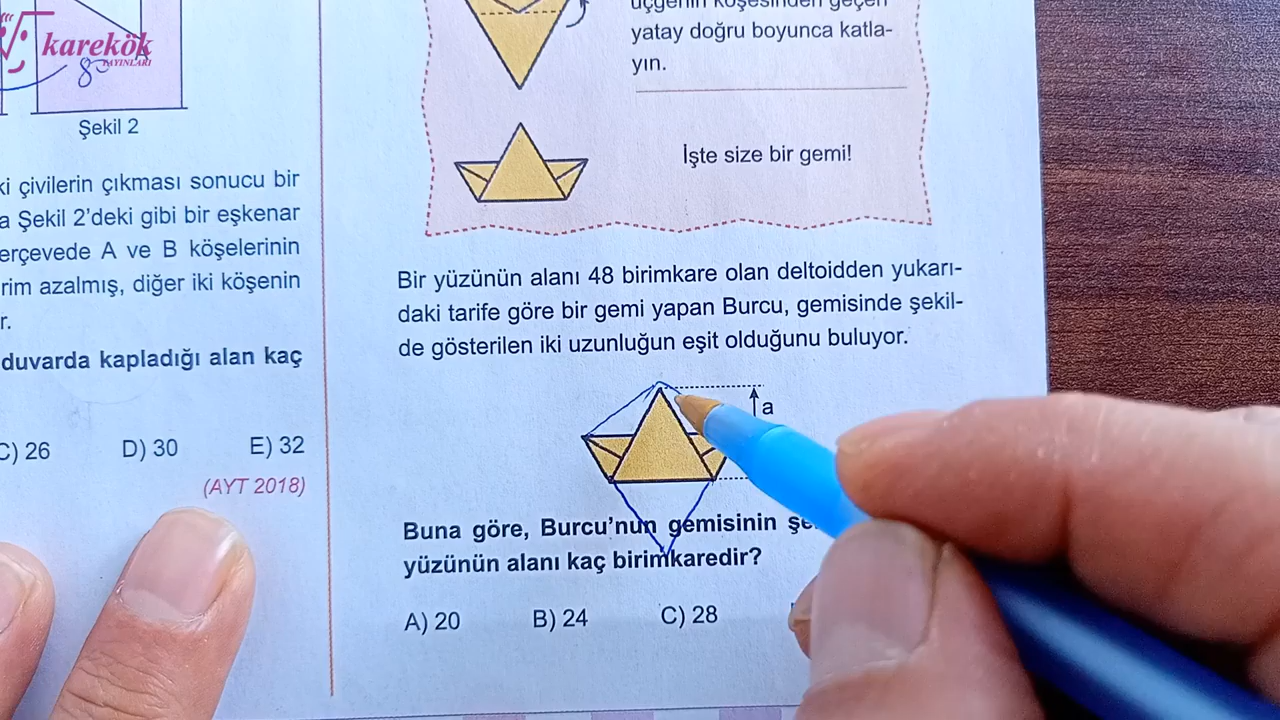 karekök
YAYINLARI
8
Şekil 2
ki çivilerin çıkması sonucu bir
a Şekil 2'deki gibi bir eşkenar
erçevede A ve B köşelerinin
rim azalmış, diğer iki köşenin
r.
duvarda kapladığı alan kaç
C) 26 D) 30 E) 32
(AYT 2018)
üçgenin köşesinden geçen
yatay doğru boyunca katla-
yın.
İşte size bir gemi!
Bir yüzünün alanı 48 birimkare olan deltoidden yukarı-
daki tarife göre bir gemi yapan Burcu, gemisinde şekil-
de gösterilen iki uzunluğun eşit olduğunu buluyor.
a
Buna göre, Burcu'nun gemisinin şe
yüzünün alanı kaç birimkaredir?
A) 20 B) 24 C) 28